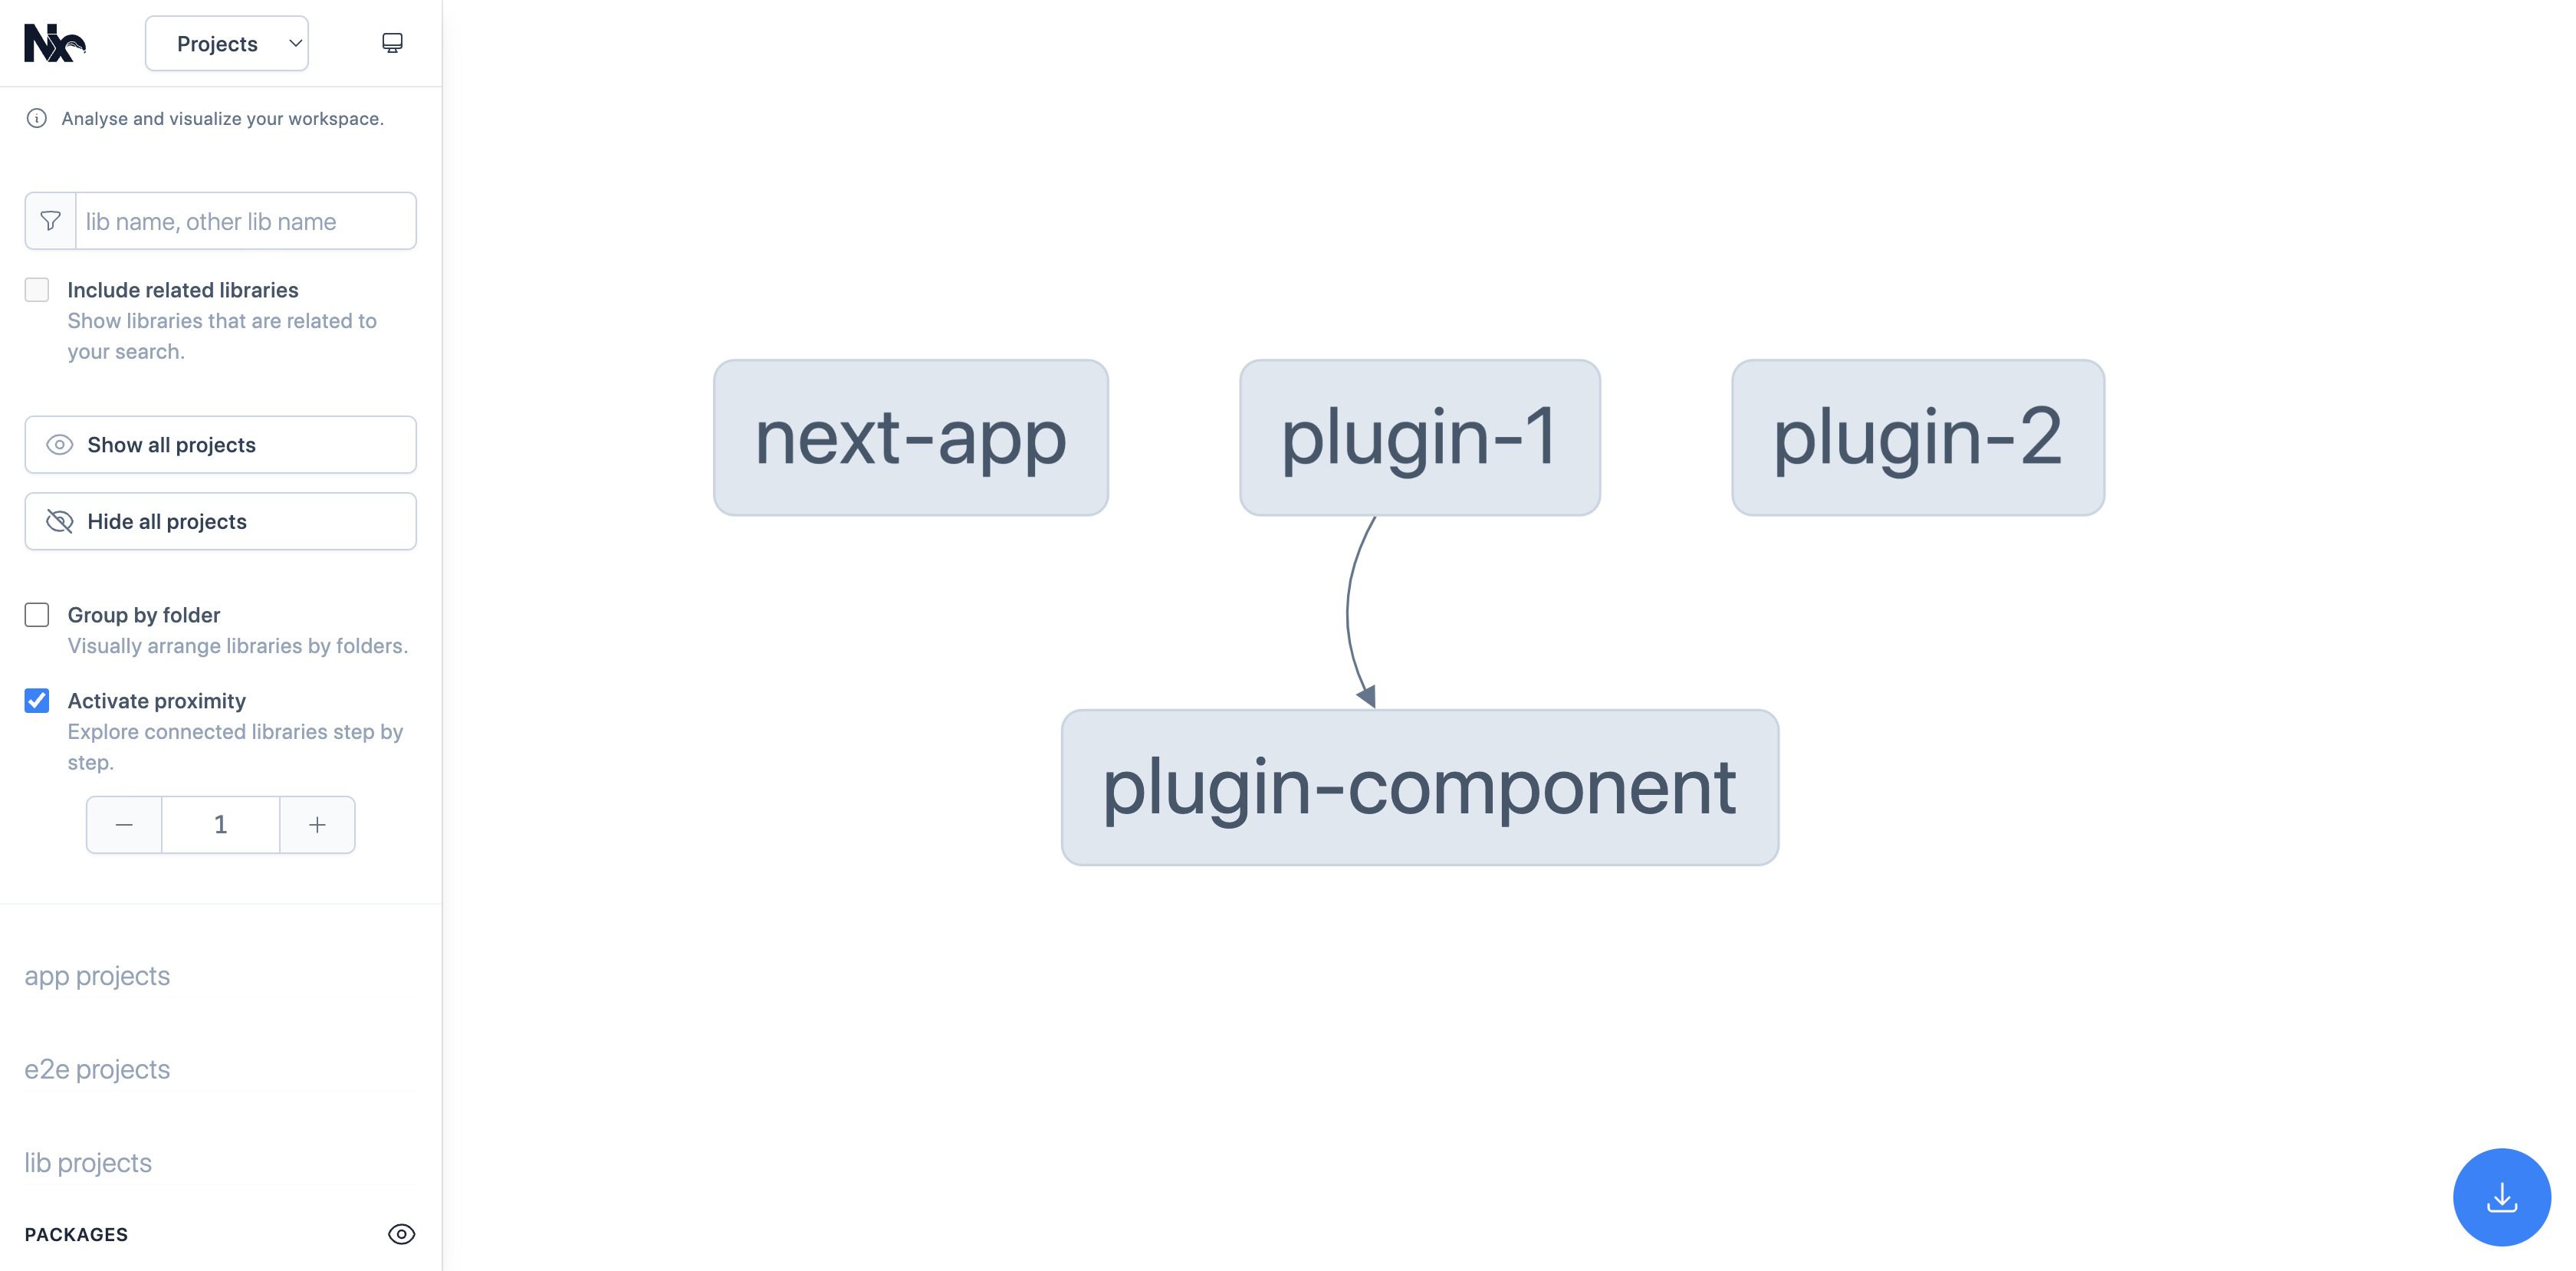 Nx
Projects
Analyse and visualize your workspace.
lib name, other lib name
Include related libraries
Show libraries that are related to
your search.
Show all projects
Hide all projects
Group by folder
Visually arrange libraries by folders.
Activate proximity
Explore connected libraries step by
step.
1
app projects
e2e projects
lib projects
PACKAGES
next-app
plugin-1
plugin-2
plugin-component